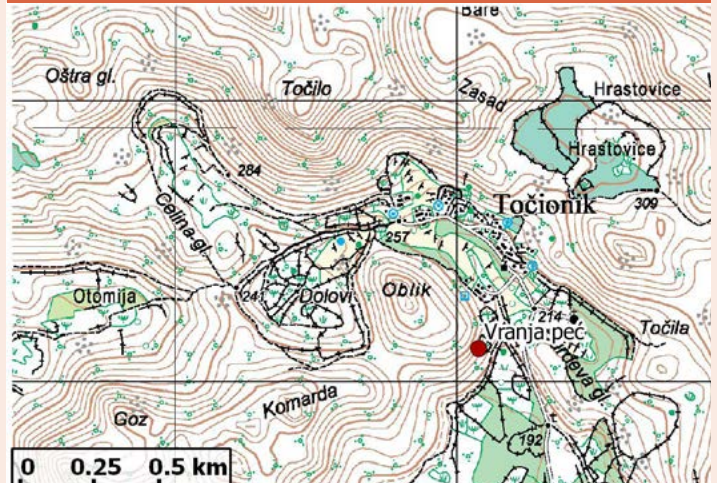 Bare
Oštra gl.
Točilo
Zasad
Hrastovice
Hrastovice
284
Točionik
309
Celina gl.
257
Otomija
241
Dolovi
Oblik
214
Vranja peć
Točila
Komarda
Goz
192
0 0.25 0.5 km